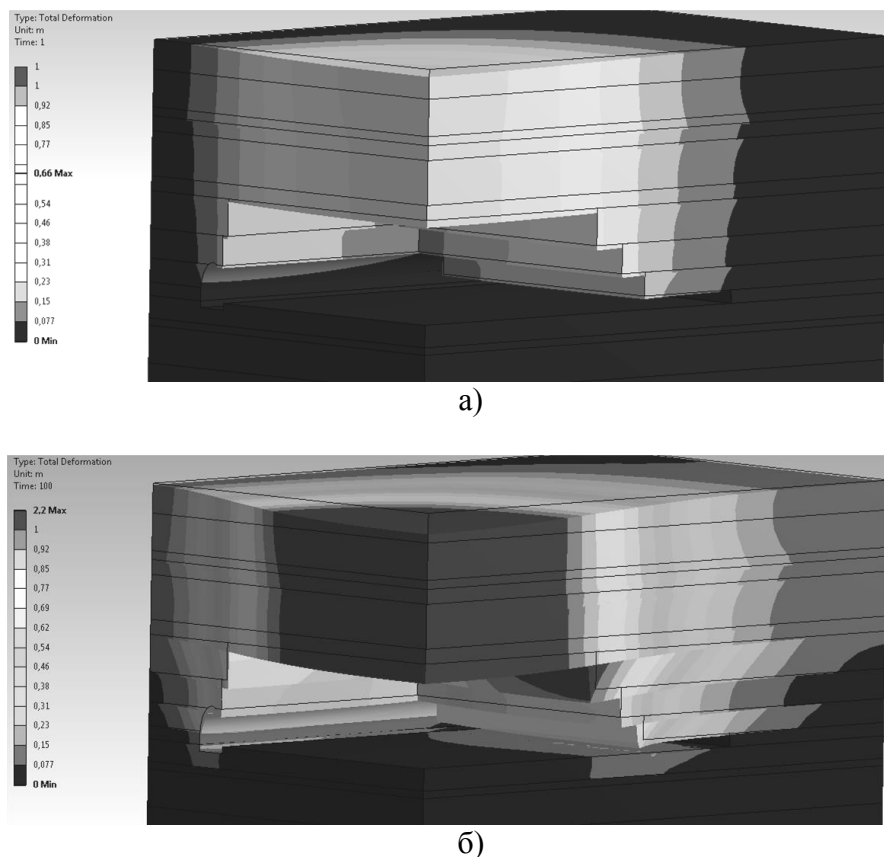 Type: Total Deformation
Unit: m
Time: 1
1
1
0,92
0,85
0,77
0,66 Max
0,54
0,46
0,38
0,31
0,23
0,15
0,077
0 Min
а)
Type: Total Deformation
Unit: m
Time: 100
2,2 Max
1
0,92
0,85
0,77
0,69
0,62
0,54
0,46
0,38
0,31
0,23
0,15
0,077
0 Min
б)